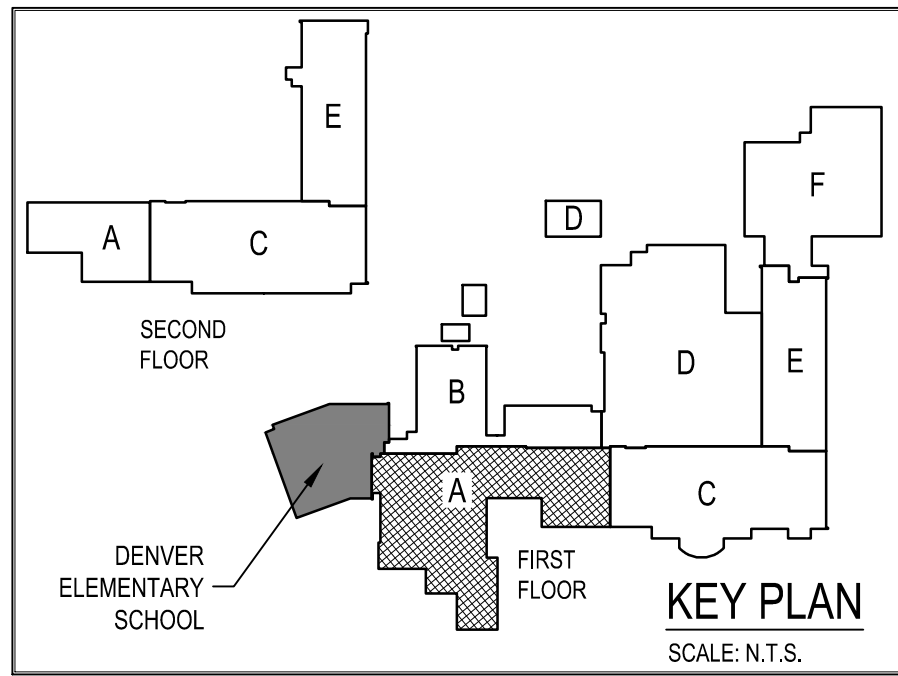 E
F
A
C
D
SECOND
FLOOR
D
E
B
A
C
DENVER
ELEMENTARY
SCHOOL
FIRST
FLOOR
KEY PLAN
SCALE: N.T.S.